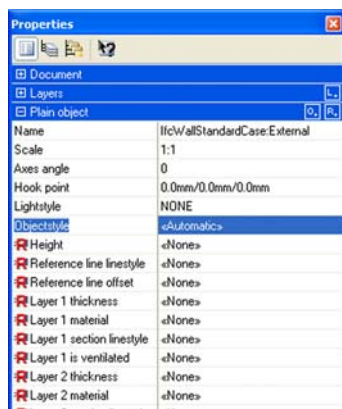 Properties
Document
Layers L.
Plain object O. R.
Name IfcWallStandardCase:External
Scale 1:1
Axes angle 0
Hook point 0.0mm/0.0mm/0.0mm
Lightstyle NONE
Objectstyle «Automatic»
R Height «None»
R Reference line linestyle «None»
R Reference line offset «None»
R Layer 1 thickness «None»
R Layer 1 material «None»
R Layer 1 section linestyle «None»
R Layer 1 is ventilated «None»
R Layer 2 thickness «None»
R Layer 2 material «None»